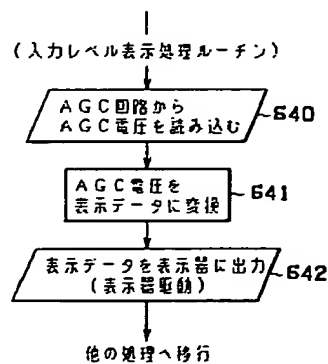 (入力レベル表示処理ルーチン)
AGC回路から
AGC電圧を読み込む
640
AGC電圧を
表示データに変換
641
表示データを表示器に出力
(表示器駆動)
642
他の処理へ移行